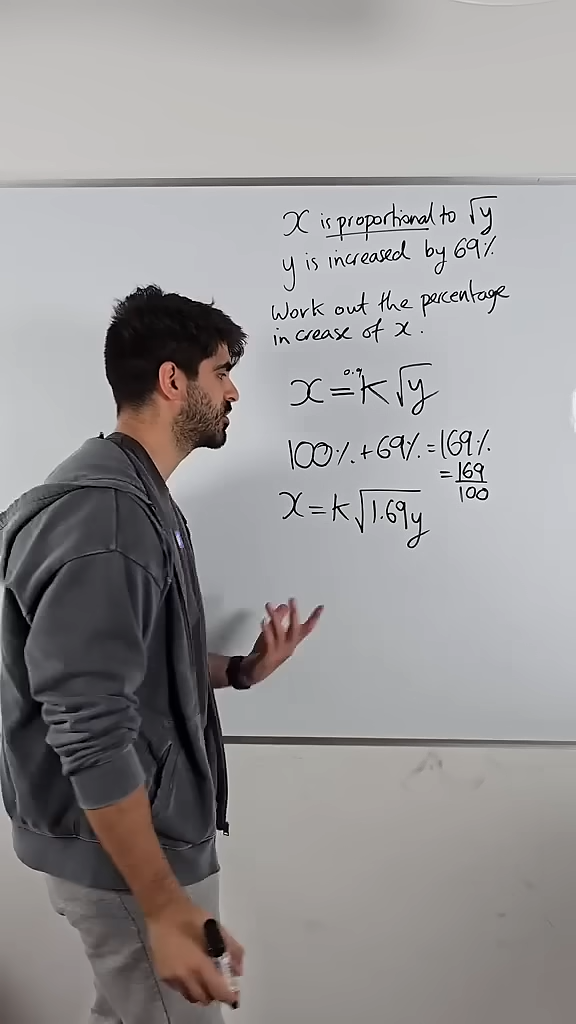 x is proportional to √y
y is increased by 69%
Work out the percentage
increase of x.
x = k√y
100% + 69% = 169%
= 169/100
x = k√1.69y